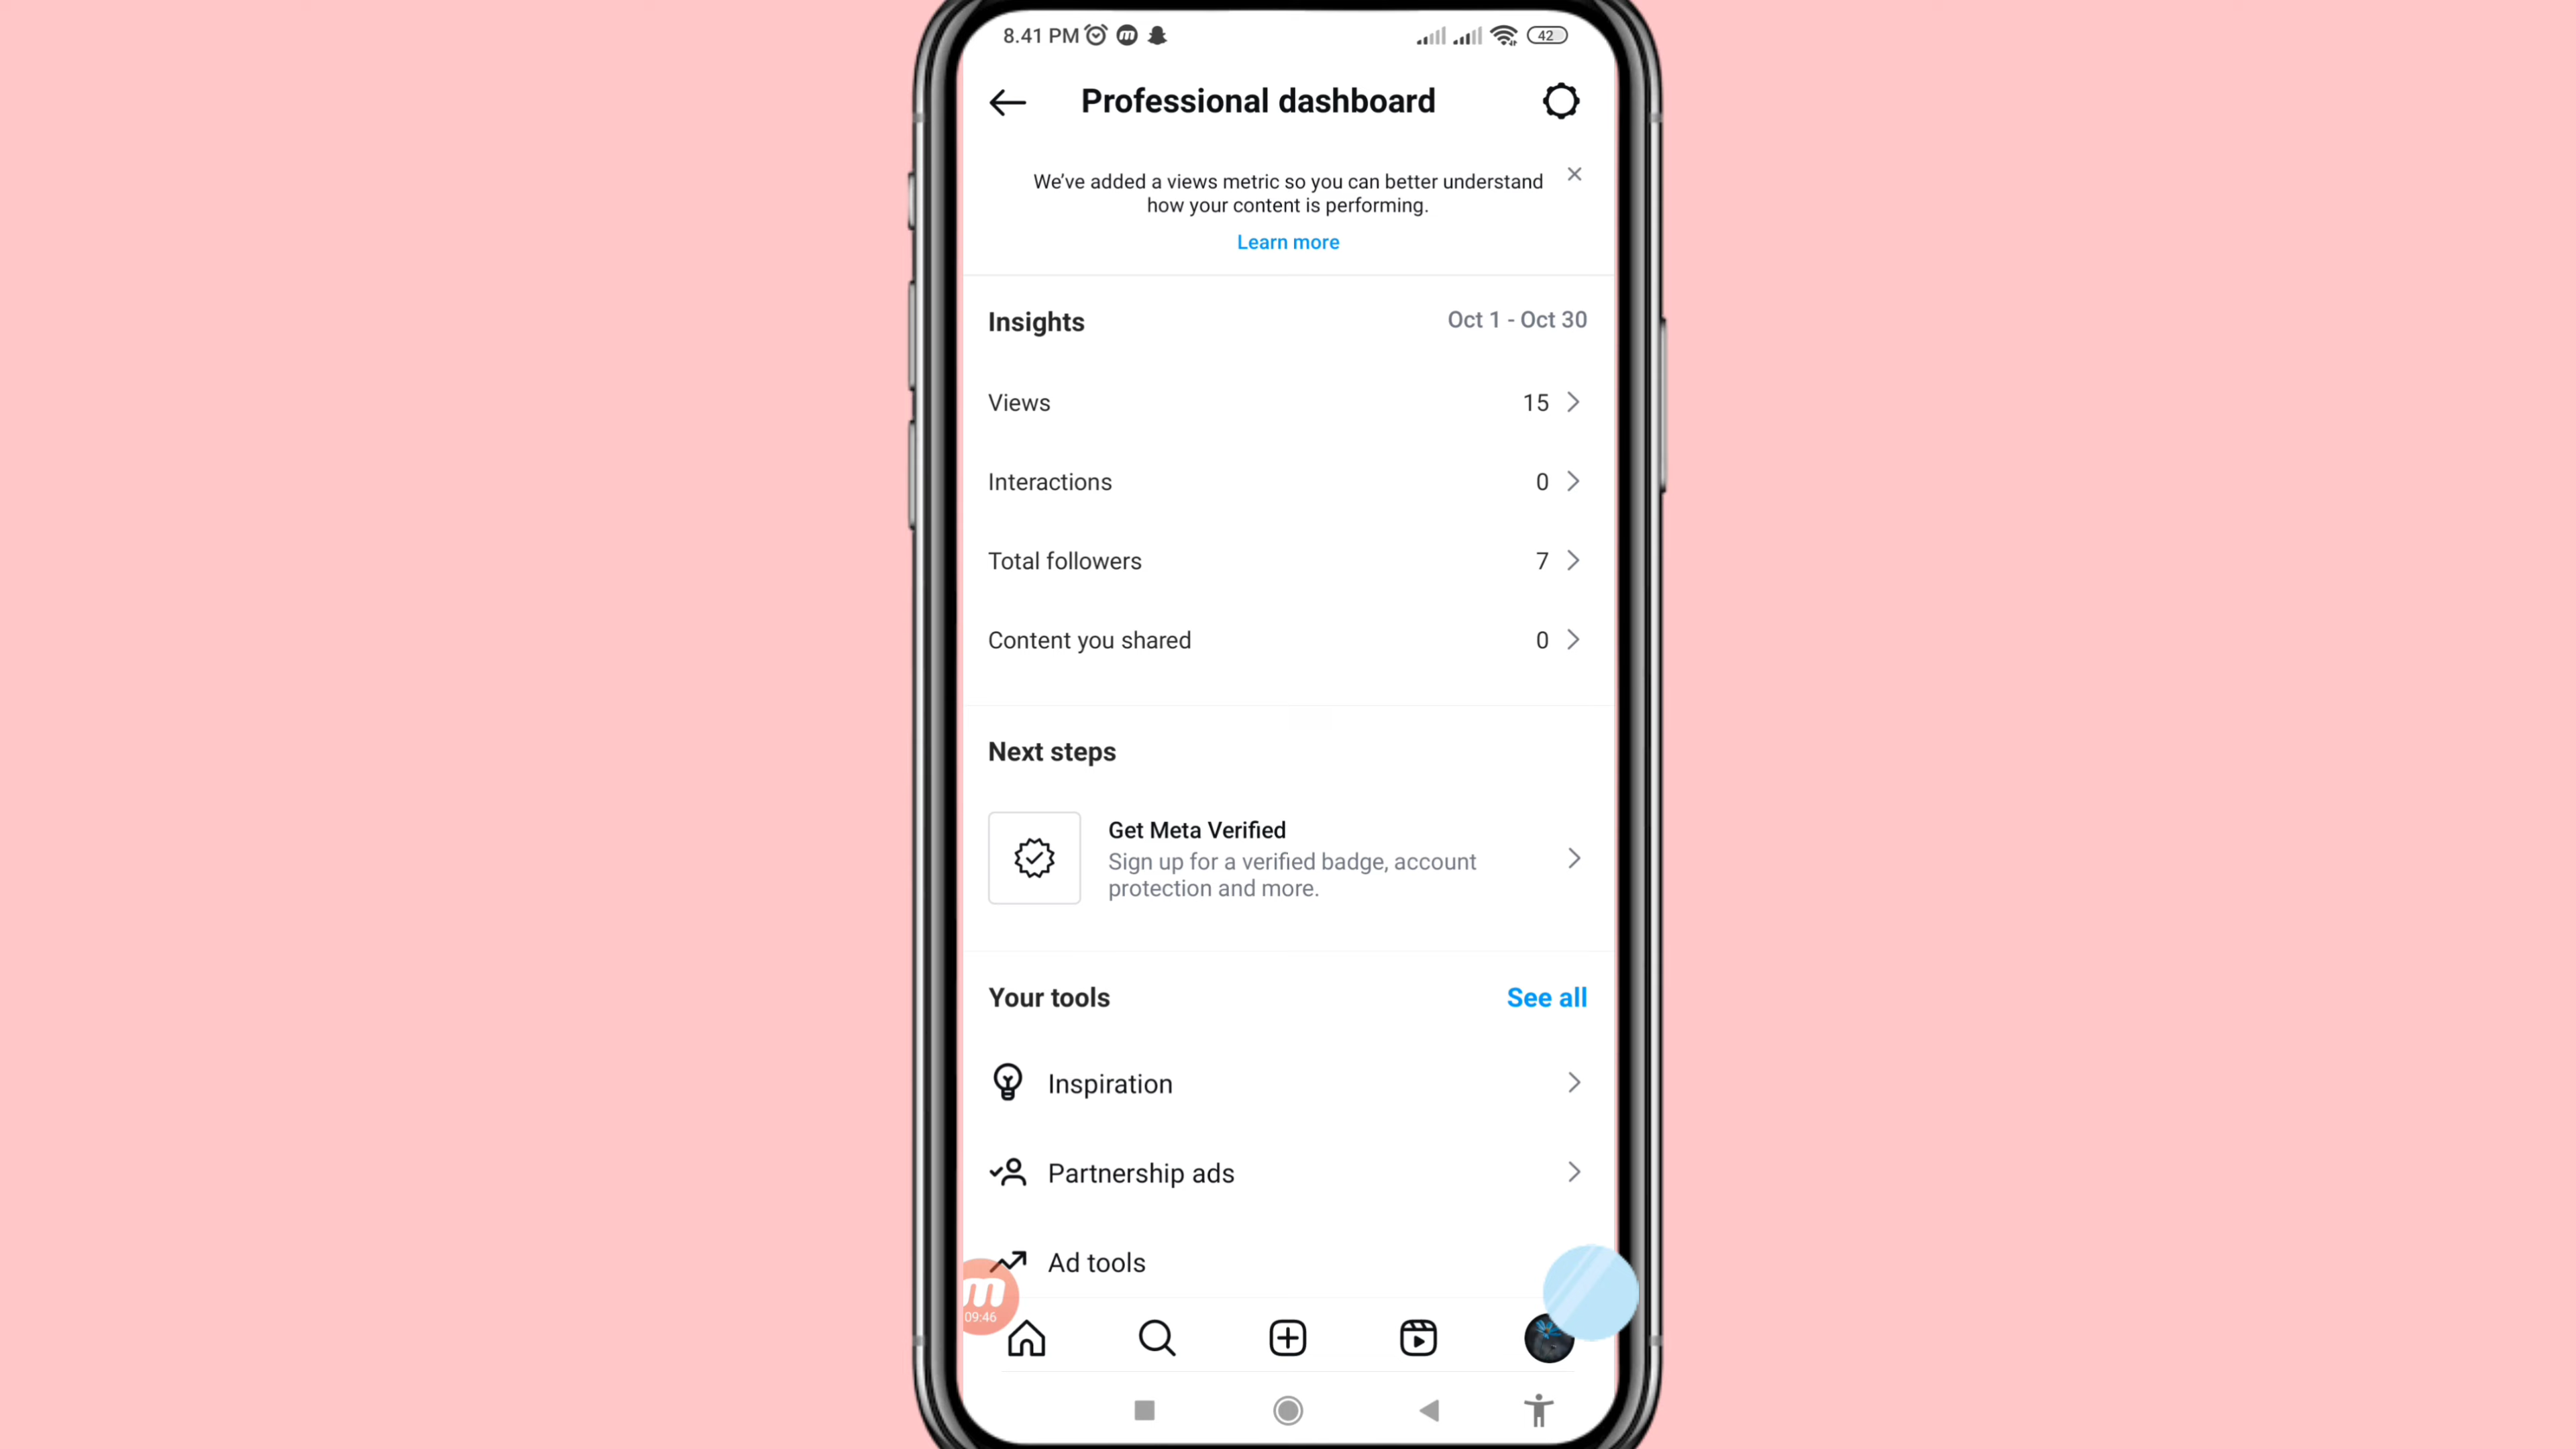 8.41 PM
42
Professional dashboard
We've added a views metric so you can better understand
how your content is performing.
Learn more
Insights
Oct 1 - Oct 30
Views
15
Interactions
0
Total followers
7
Content you shared
0
Next steps
Get Meta Verified
Sign up for a verified badge, account
protection and more.
Your tools
See all
Inspiration
Partnership ads
Ad tools
m
09:46